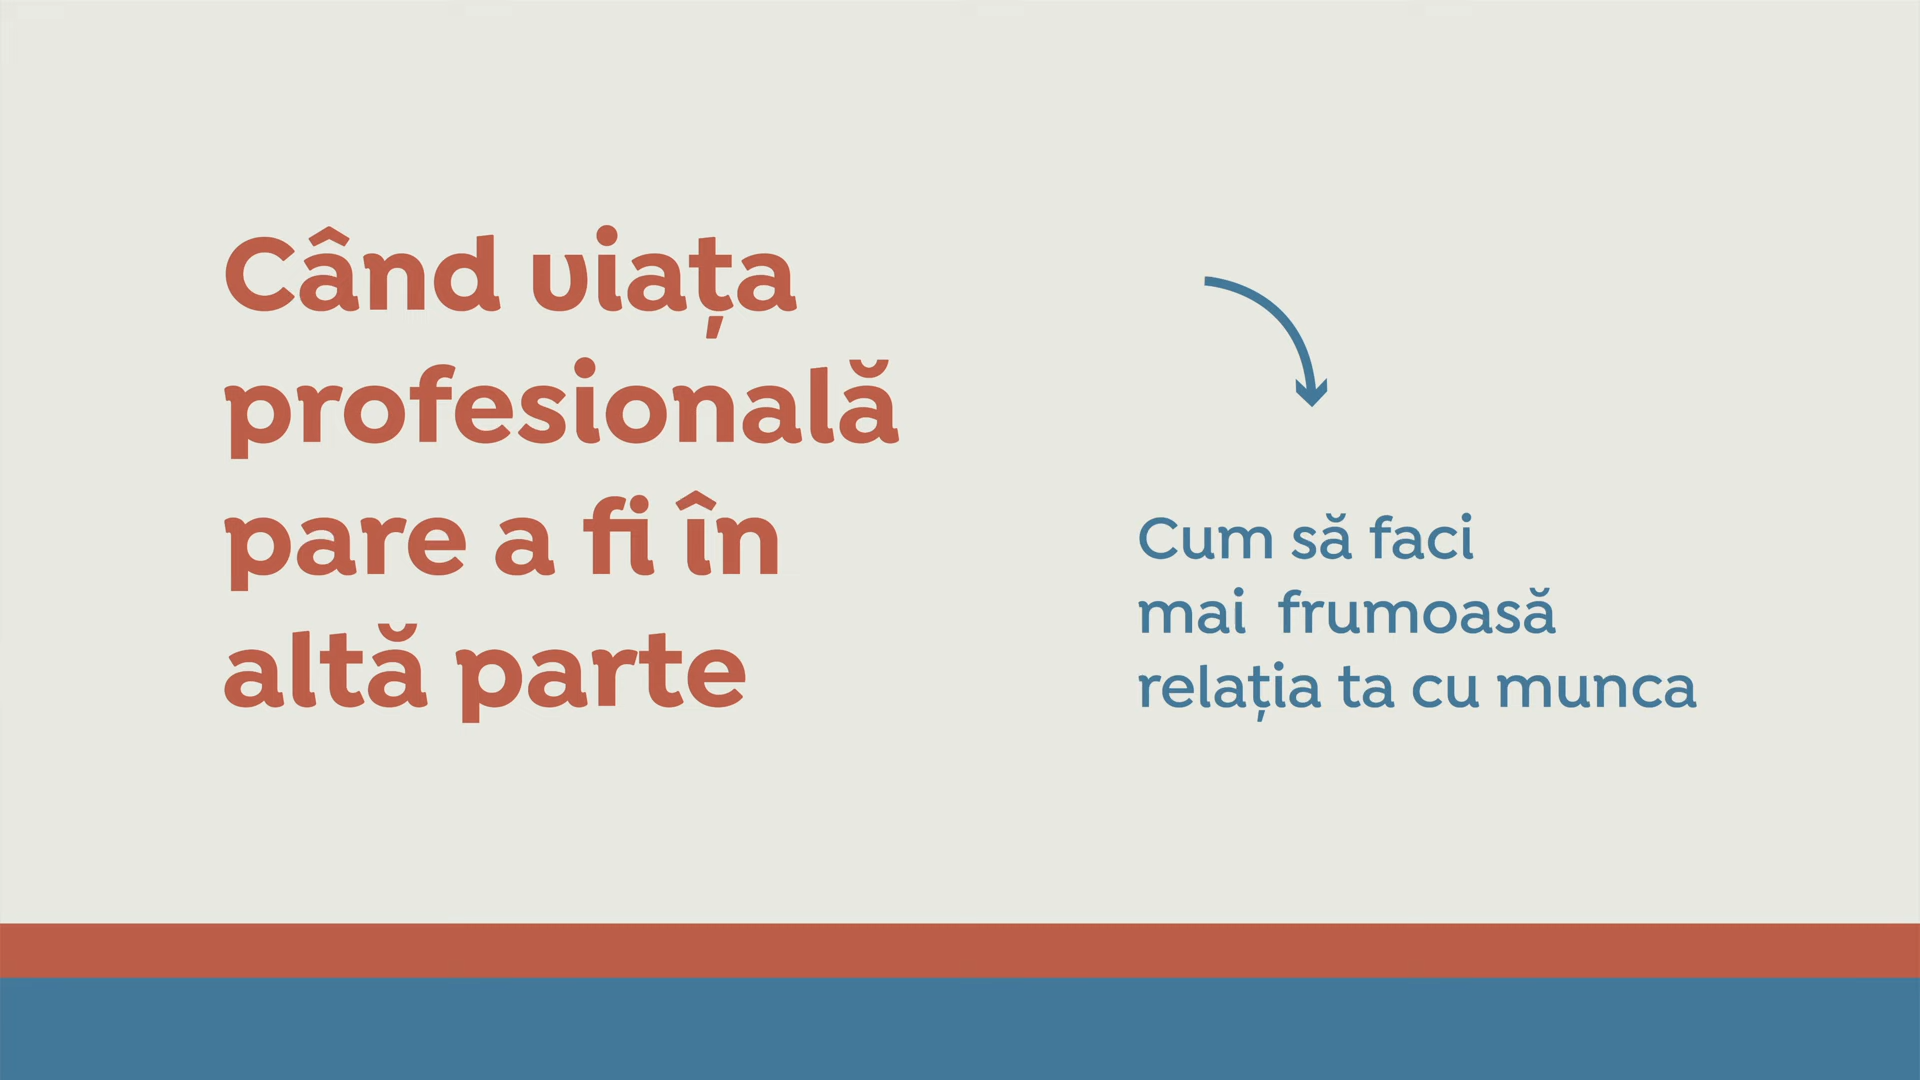 Când viața
profesională
pare a fi în
altă parte
Cum să faci
mai  frumoasă
relația ta cu munca